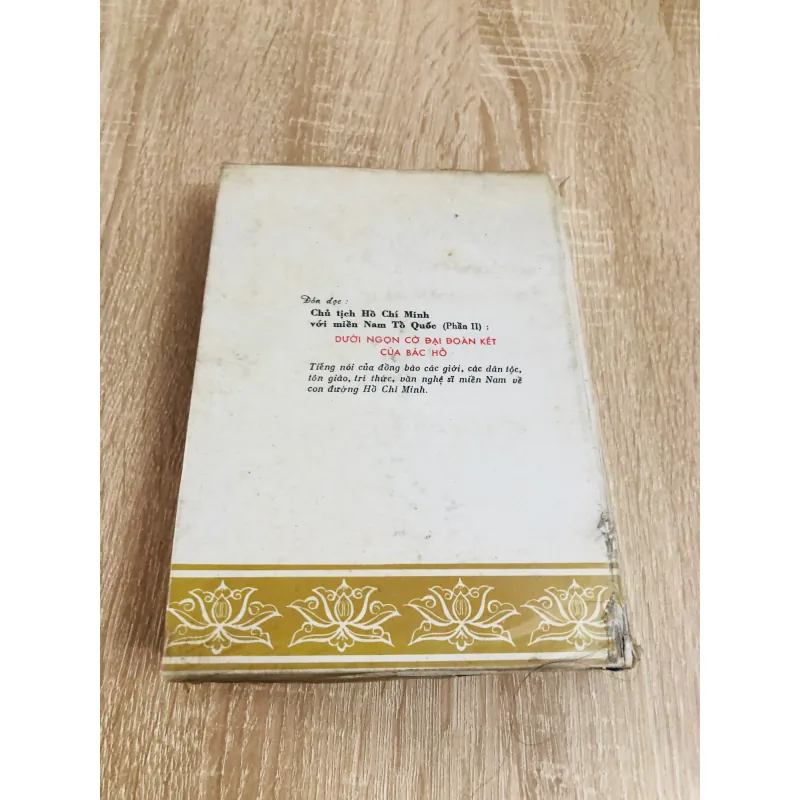 Đón đọc :
Chủ tịch Hồ Chí Minh
với miền Nam Tổ Quốc (Phần II) :
DƯỚI NGỌN CỜ ĐẠI ĐOÀN KẾT
CỦA BÁC HỒ
Tiếng nói của đồng bào các giới, các dân tộc,
tôn giáo, trí thức, văn nghệ sĩ miền Nam về
con đường Hồ Chí Minh.